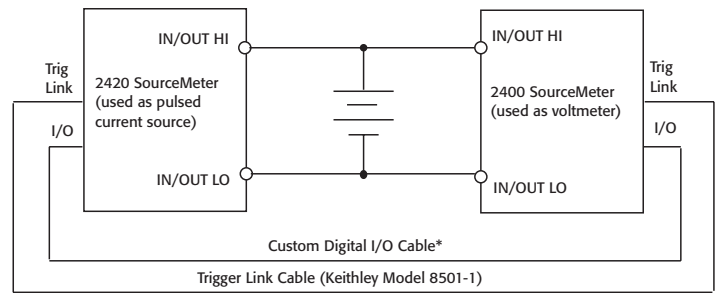 IN/OUT HI
IN/OUT HI
Trig
Link
2420 SourceMeter
(used as pulsed
current source)
2400 SourceMeter
(used as voltmeter)
Trig
Link
I/O
I/O
IN/OUT LO
IN/OUT LO
Custom Digital I/O Cable*
Trigger Link Cable (Keithley Model 8501-1)